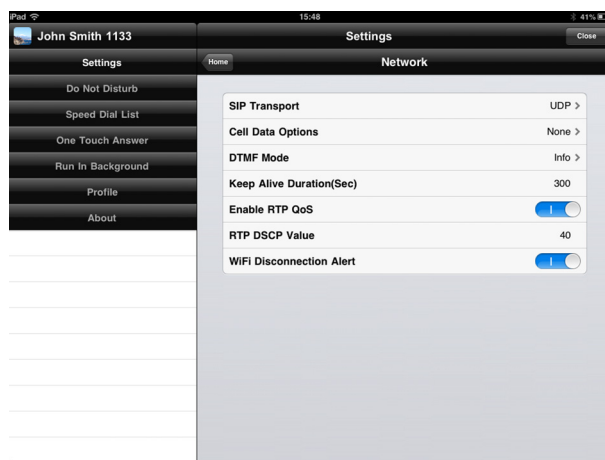 iPad 15:48 41%
John Smith 1133 Settings Close
Settings Home Network
Do Not Disturb
Speed Dial List
One Touch Answer
Run In Background
Profile
About
SIP Transport UDP
Cell Data Options None
DTMF Mode Info
Keep Alive Duration(Sec) 300
Enable RTP QoS
RTP DSCP Value 40
WiFi Disconnection Alert